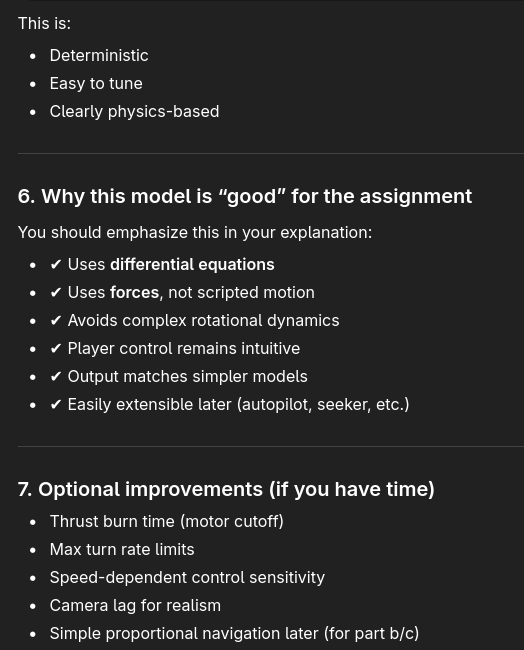 This is:
• Deterministic
• Easy to tune
• Clearly physics-based
6. Why this model is “good” for the assignment
You should emphasize this in your explanation:
• ✔ Uses differential equations
• ✔ Uses forces, not scripted motion
• ✔ Avoids complex rotational dynamics
• ✔ Player control remains intuitive
• ✔ Output matches simpler models
• ✔ Easily extensible later (autopilot, seeker, etc.)
7. Optional improvements (if you have time)
• Thrust burn time (motor cutoff)
• Max turn rate limits
• Speed-dependent control sensitivity
• Camera lag for realism
• Simple proportional navigation later (for part b/c)